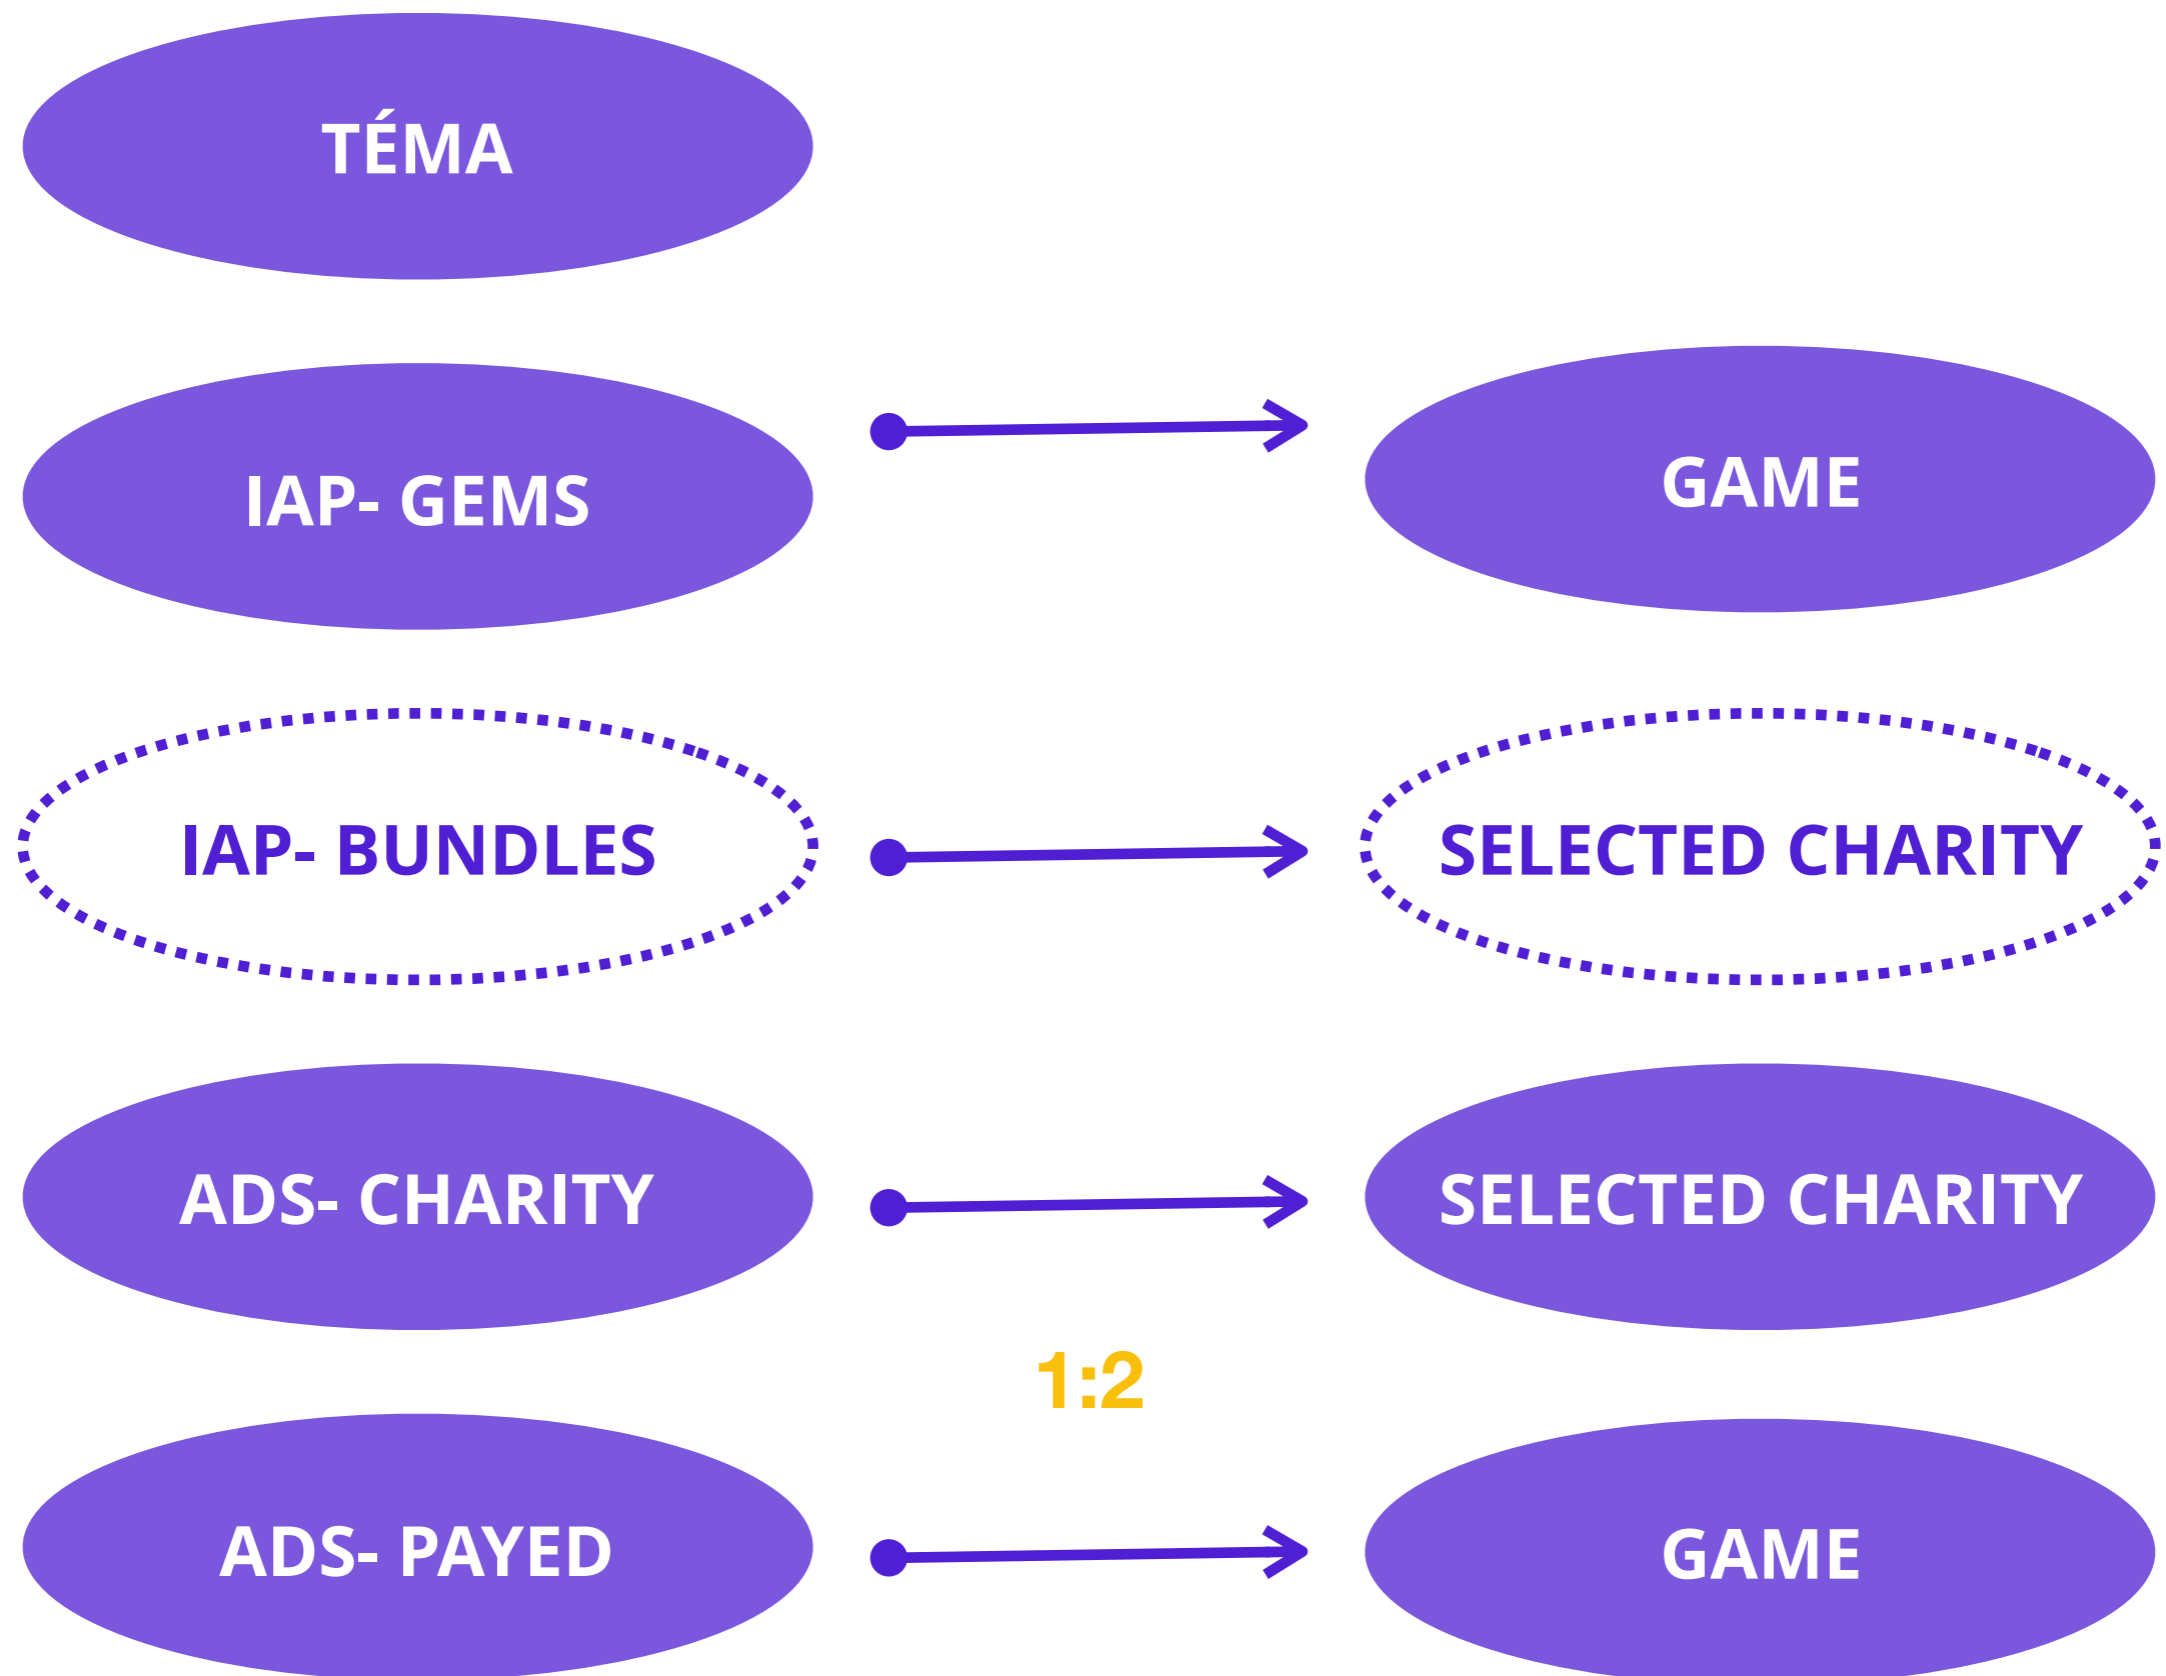 TÉMA
IAP- GEMS
GAME
IAP- BUNDLES
SELECTED CHARITY
ADS- CHARITY
SELECTED CHARITY
1:2
ADS- PAYED
GAME